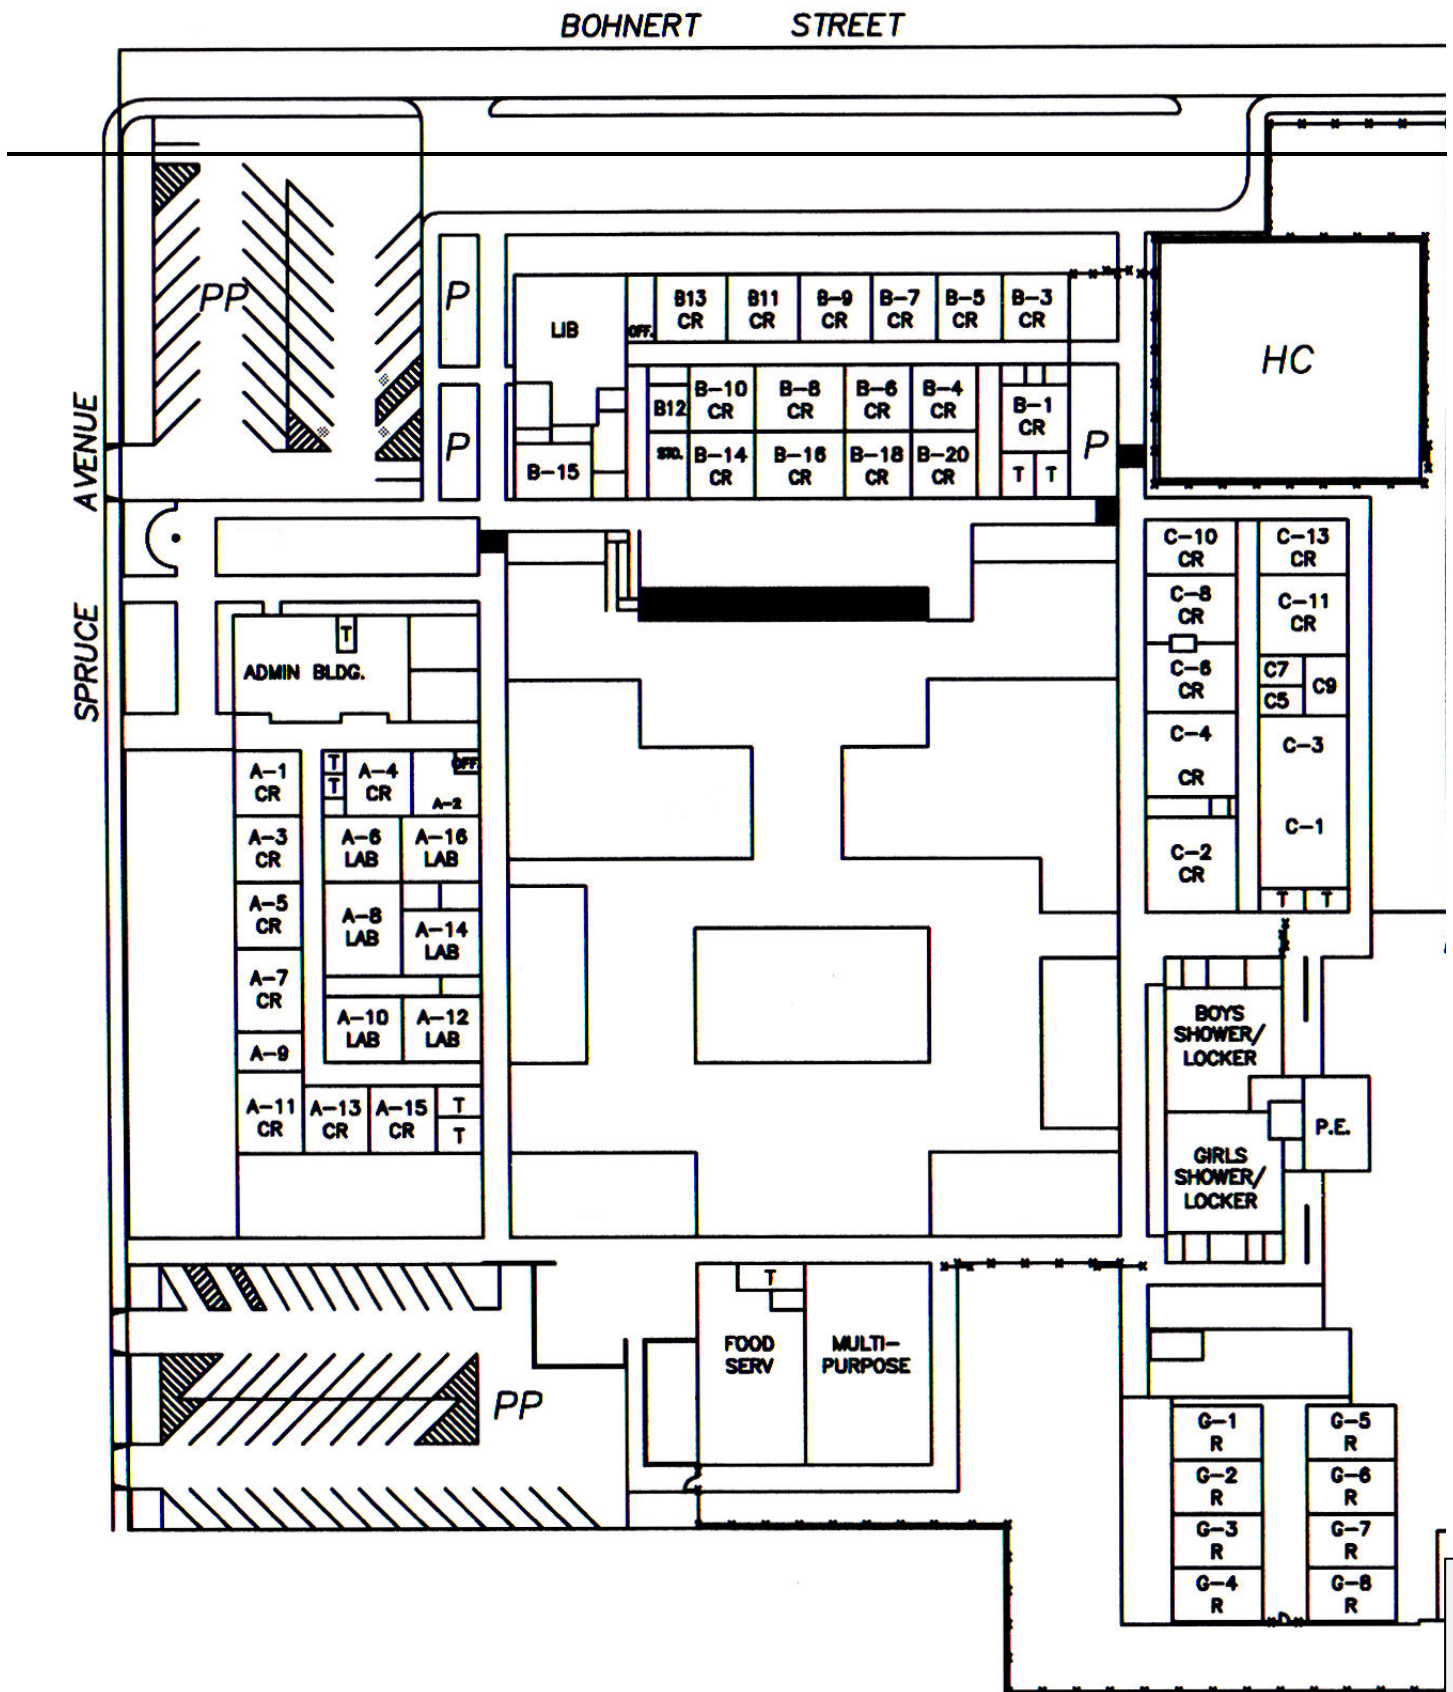 BOHNERT STREET
SPRUCE AVENUE
PP
P
P
LIB
OFF.
B13
CR
B11
CR
B-9
CR
B-7
CR
B-5
CR
B-3
CR
HC
B12
B-10
CR
B-8
CR
B-6
CR
B-4
CR
B-1
CR
P
B-15
STO.
B-14
CR
B-16
CR
B-18
CR
B-20
CR
T
T
C-10
CR
C-13
CR
C-8
CR
C-11
CR
C-6
CR
C7
C5
C9
C-4
CR
C-3
C-1
C-2
CR
T
T
T
ADMIN BLDG.
A-1
CR
T
T
A-4
CR
OFF
A-2
A-3
CR
A-6
LAB
A-16
LAB
A-5
CR
A-8
LAB
A-14
LAB
A-7
CR
A-10
LAB
A-12
LAB
A-9
A-11
CR
A-13
CR
A-15
CR
T
T
BOYS
SHOWER/
LOCKER
P.E.
GIRLS
SHOWER/
LOCKER
PP
T
FOOD
SERV
MULTI-
PURPOSE
G-1
R
G-5
R
G-2
R
G-6
R
G-3
R
G-7
R
G-4
R
G-8
R